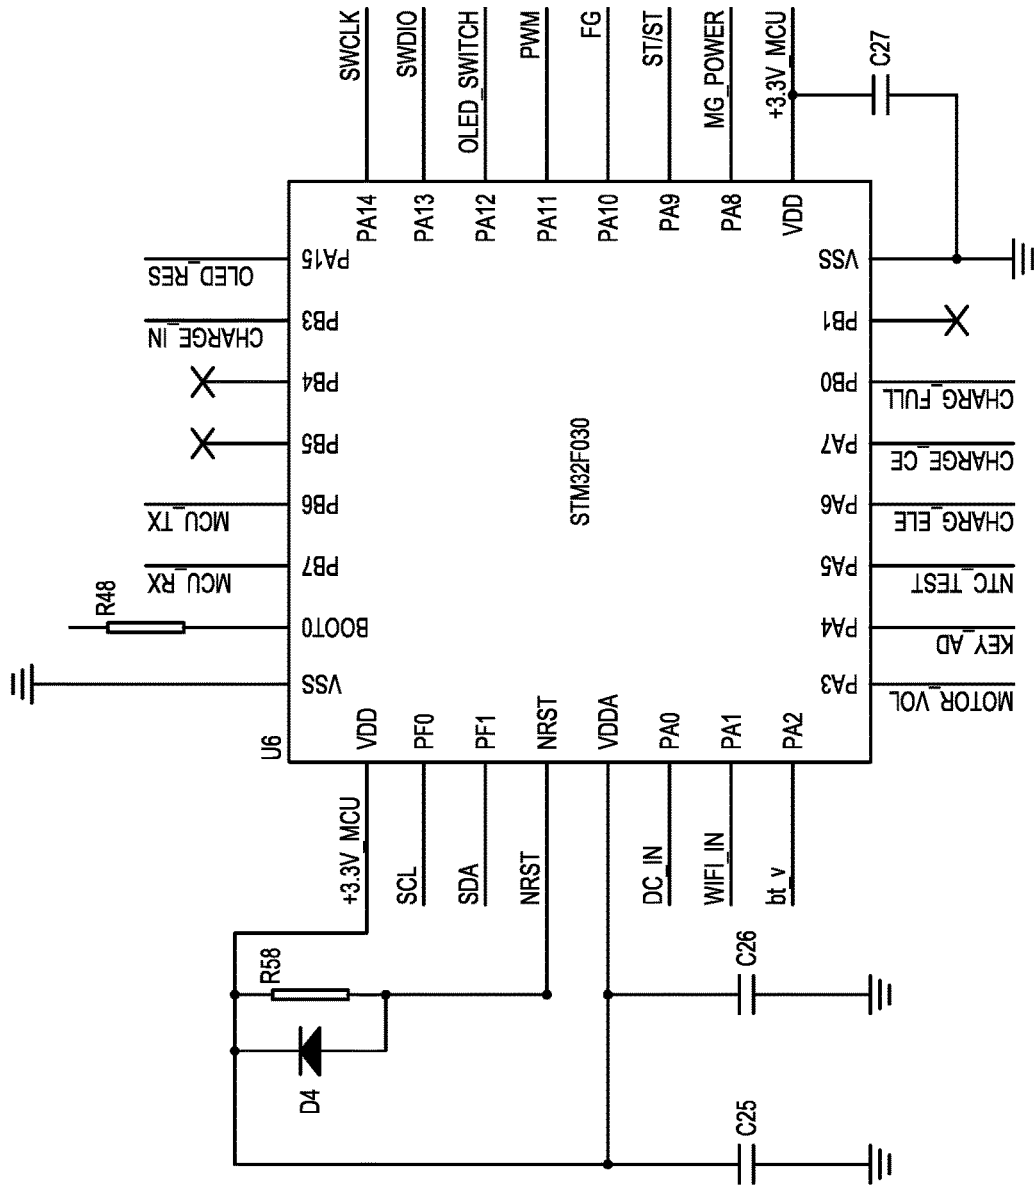 SWCLK
SWDIO
OLED_SWITCH
PWM
FG
ST/ST
MG_POWER
+3.3V_MCU
C27
PA14
PA13
PA12
PA11
PA10
PA9
PA8
VDD
OLED_RES
PA15
CHARGE_IN
PB3
PB4
PB5
MCU_TX
PB6
MCU_RX
PB7
R48
BOOT0
VSS
VSS
PB1
PB0
CHARG_FULL
PA7
CHARGE_CE
PA6
CHARG_ELE
PA5
NTC_TEST
PA4
KEY_AD
PA3
MOTOR_VOL
STM32F030
U6
VDD
PF0
PF1
NRST
VDDA
PA0
PA1
PA2
+3.3V_MCU
SCL
SDA
NRST
DC_IN
WIFI_IN
bt_v
R58
D4
C26
C25